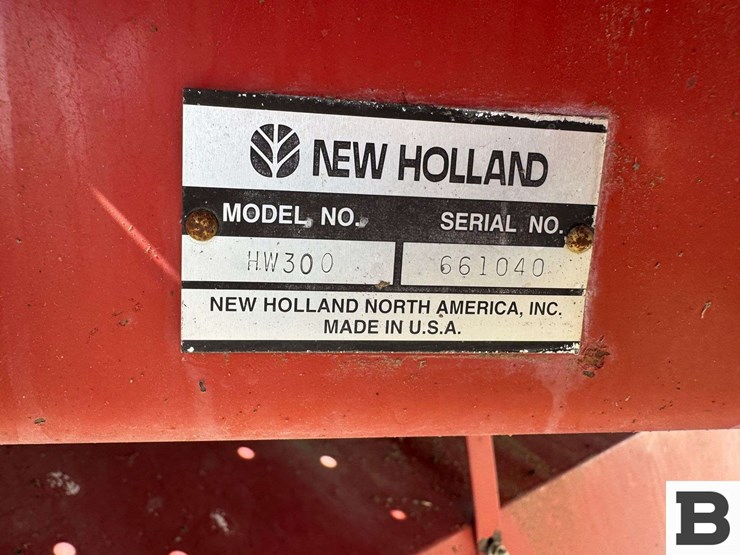 NEW HOLLAND
MODEL NO. SERIAL NO.
HW300 661040
NEW HOLLAND NORTH AMERICA, INC.
MADE IN U.S.A.
B